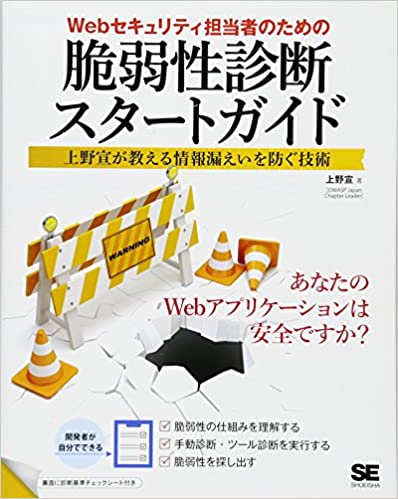 Webセキュリティ担当者のための
脆弱性診断
スタートガイド
上野宣が教える情報漏えいを防ぐ技術
上野宣 著
[OWASP Japan
Chapter Leader]
WARNING
あなたの
Webアプリケーションは
安全ですか?
開発者が
自分でできる
脆弱性の仕組みを理解する
手動診断・ツール診断を実行する
脆弱性を探し出す
裏面に診断基準チェックシート付き
SE
SHOEISHA